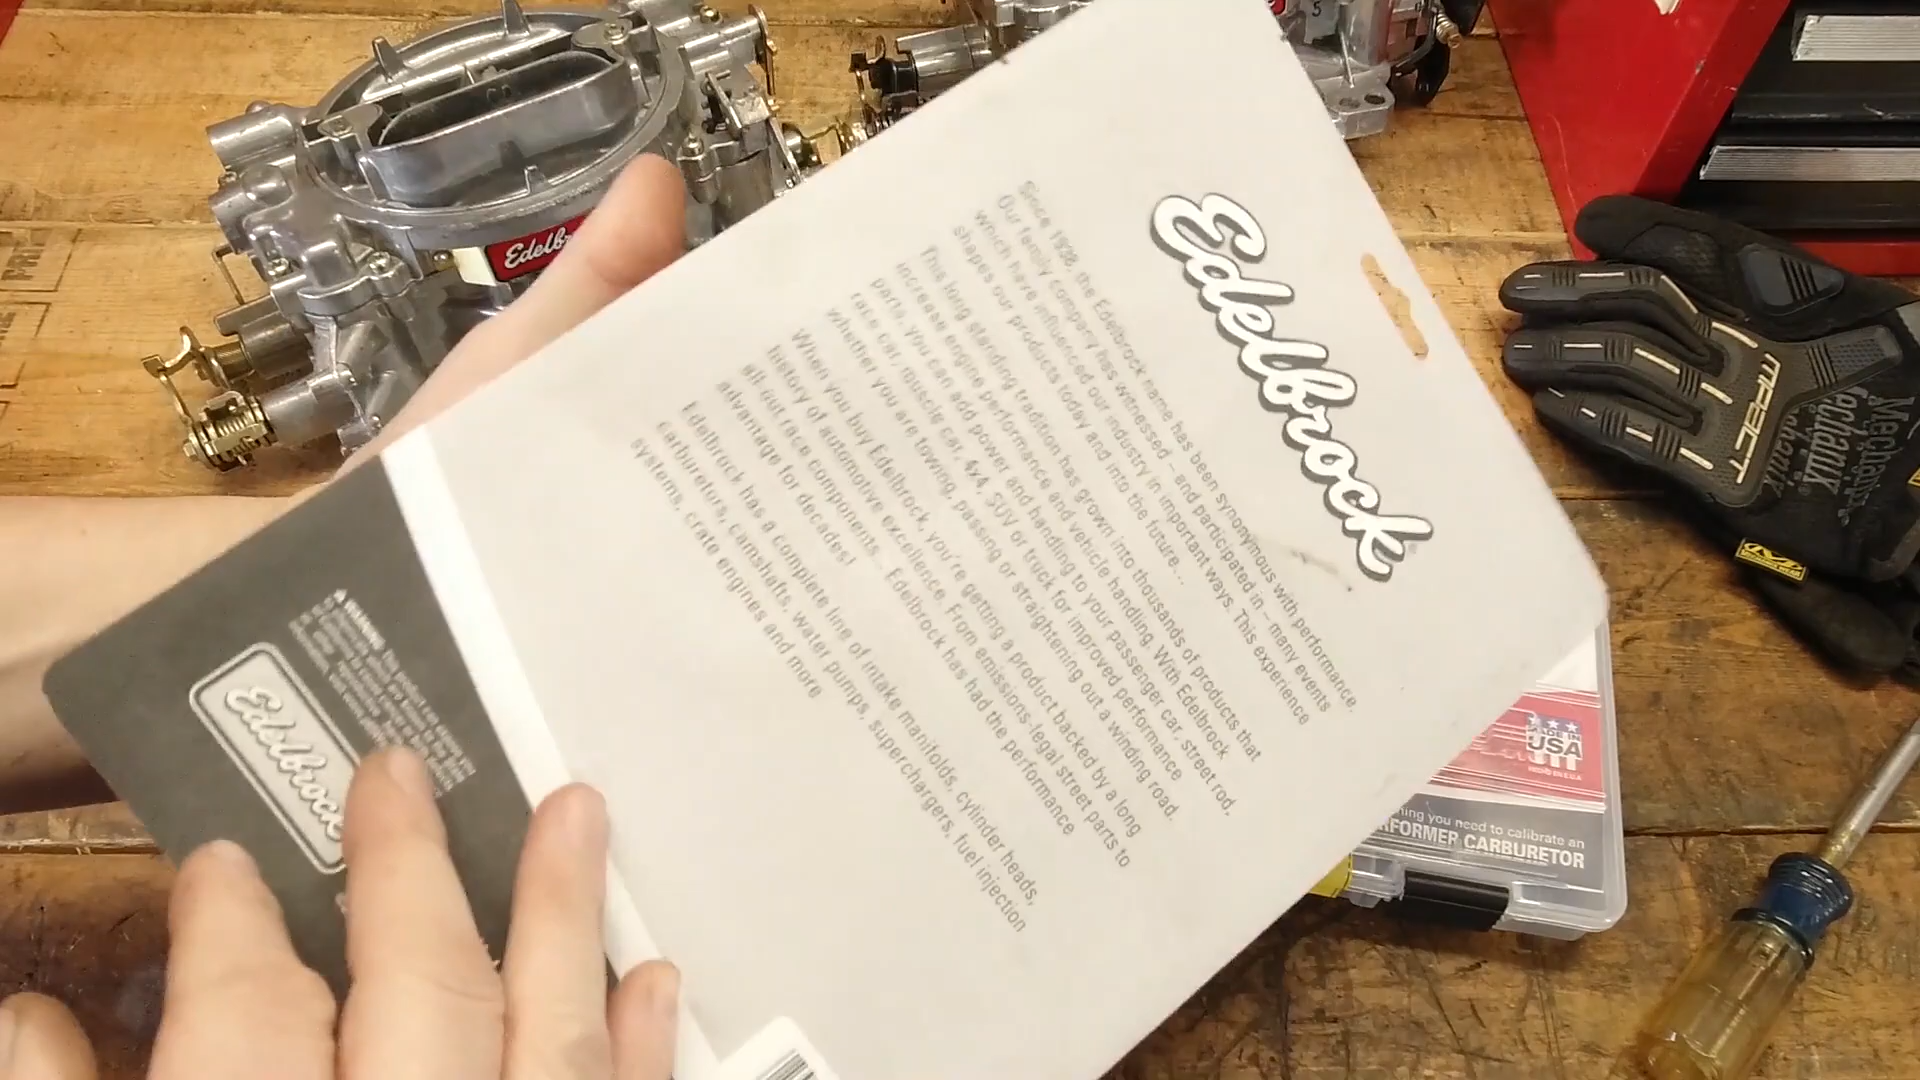 Edelbrock
Since 1938, the Edelbrock name has been synonymous with performance.
Our family company has witnessed – and participated in – many events
which have influenced our industry in important ways. This experience
shapes our products today and into the future...
This long standing tradition has grown into thousands of products that
increase engine performance and vehicle handling. With Edelbrock
parts, you can add power and handling to your passenger car, street rod,
race car, muscle car, 4x4, SUV or truck for improved performance
whether you are towing, passing or straightening out a winding road.
When you buy Edelbrock, you're getting a product backed by a long
history of automotive excellence. From emissions-legal street parts to
all-out race components – Edelbrock has had the performance
advantage for decades!
Edelbrock has a complete line of intake manifolds, cylinder heads,
carburetors, camshafts, water pumps, superchargers, fuel injection
systems, crate engines and more
WARNING
Edelbrock
Edelb
5
MADE IN
USA
you need to calibrate an
RFORMER CARBURETOR
MPACT
Mechanix